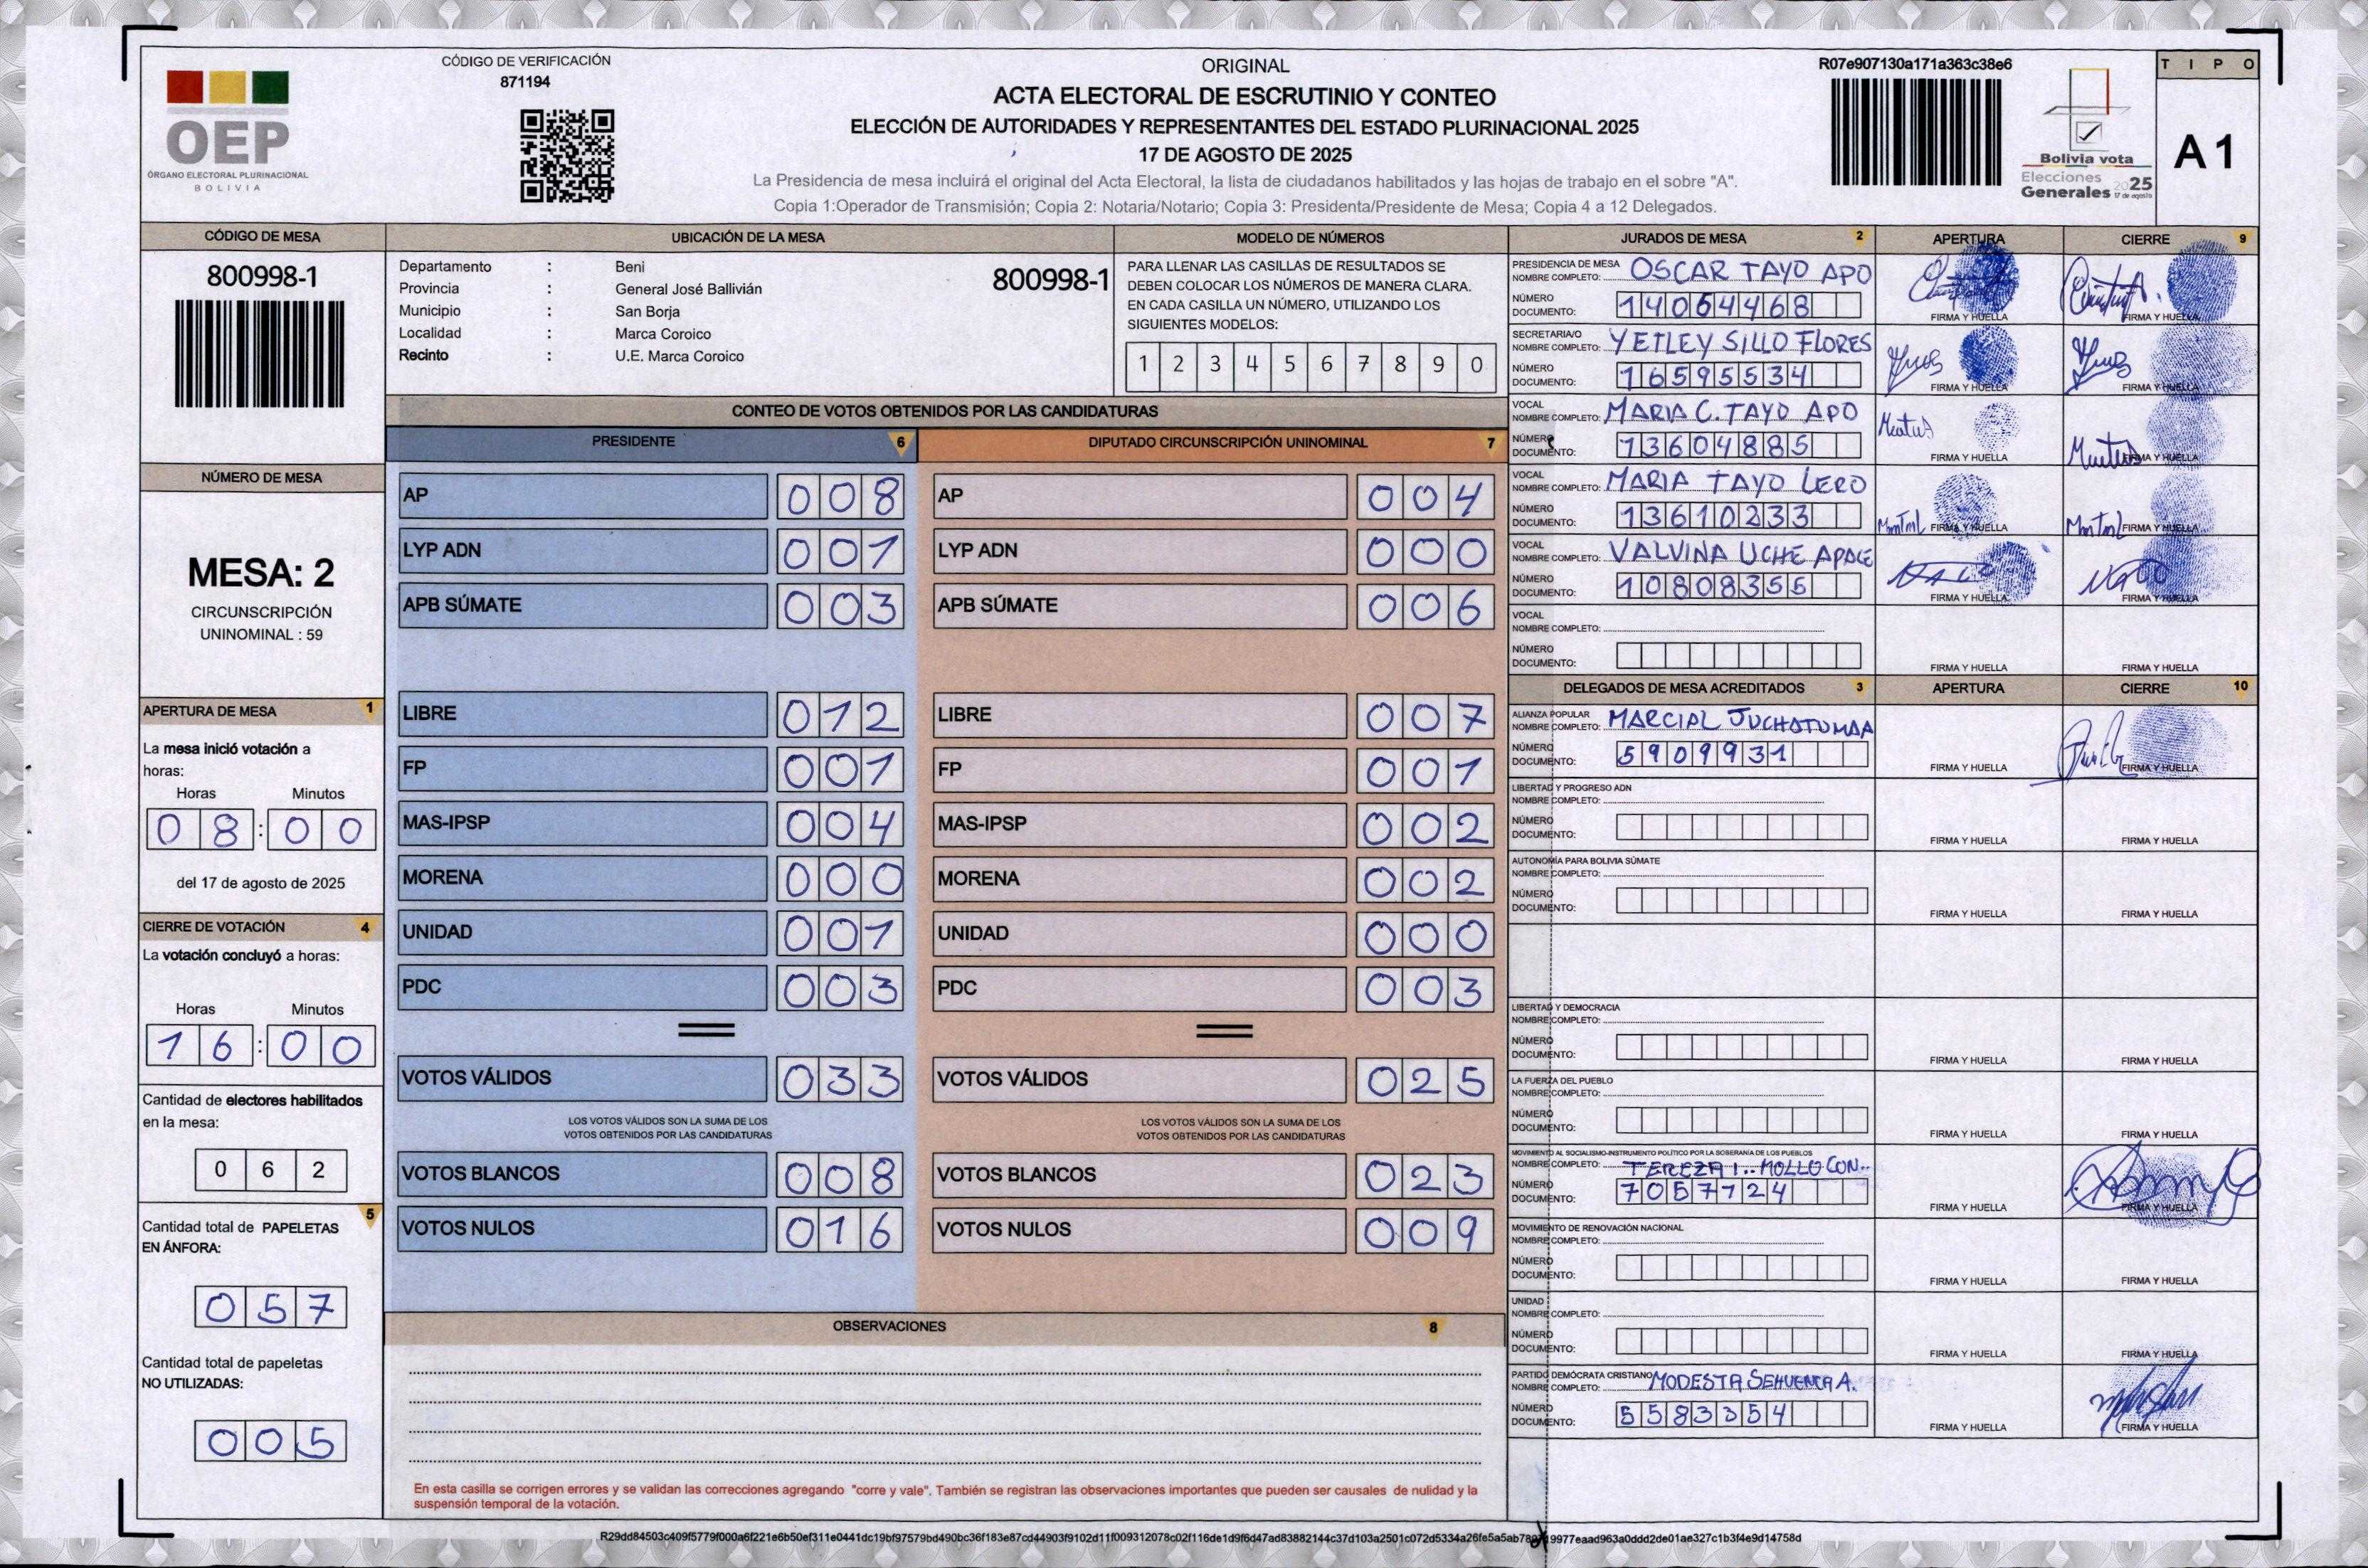 CÓDIGO DE VERIFICACIÓN
871194
OEP
ÓRGANO ELECTORAL PLURINACIONAL
BOLIVIA
ORIGINAL
ACTA ELECTORAL DE ESCRUTINIO Y CONTEO
ELECCIÓN DE AUTORIDADES Y REPRESENTANTES DEL ESTADO PLURINACIONAL 2025
17 DE AGOSTO DE 2025
La Presidencia de mesa incluirá el original del Acta Electoral, la lista de ciudadanos habilitados y las hojas de trabajo en el sobre "A".
Copia 1:Operador de Transmisión; Copia 2: Notaria/Notario; Copia 3: Presidenta/Presidente de Mesa; Copia 4 a 12 Delegados.
R07e907130a171a363c38e6
Bolivia vota
Elecciones
Generales 2025
17 de agosto
TIPO
A1
CÓDIGO DE MESA
800998-1
NÚMERO DE MESA
MESA: 2
CIRCUNSCRIPCIÓN
UNINOMINAL : 59
APERTURA DE MESA 1
La mesa inició votación a
horas:
Horas Minutos
08:00
del 17 de agosto de 2025
CIERRE DE VOTACIÓN 4
La votación concluyó a horas:
Horas Minutos
16:00
Cantidad de electores habilitados
en la mesa:
062
5
Cantidad total de PAPELETAS
EN ÁNFORA:
057
Cantidad total de papeletas
NO UTILIZADAS:
005
UBICACIÓN DE LA MESA
Departamento : Beni
Provincia : General José Ballivián
Municipio : San Borja
Localidad : Marca Coroico
Recinto : U.E. Marca Coroico
800998-1
MODELO DE NÚMEROS
PARA LLENAR LAS CASILLAS DE RESULTADOS SE
DEBEN COLOCAR LOS NÚMEROS DE MANERA CLARA.
EN CADA CASILLA UN NÚMERO, UTILIZANDO LOS
SIGUIENTES MODELOS:
1 2 3 4 5 6 7 8 9 0
CONTEO DE VOTOS OBTENIDOS POR LAS CANDIDATURAS
PRESIDENTE 6
AP 008
LYP ADN 001
APB SÚMATE 003
LIBRE 012
FP 001
MAS-IPSP 004
MORENA 000
UNIDAD 001
PDC 003
VOTOS VÁLIDOS 033
LOS VOTOS VÁLIDOS SON LA SUMA DE LOS
VOTOS OBTENIDOS POR LAS CANDIDATURAS
VOTOS BLANCOS 008
VOTOS NULOS 016
DIPUTADO CIRCUNSCRIPCIÓN UNINOMINAL 7
AP 004
LYP ADN 000
APB SÚMATE 006
LIBRE 007
FP 001
MAS-IPSP 002
MORENA 002
UNIDAD 000
PDC 003
VOTOS VÁLIDOS 025
LOS VOTOS VÁLIDOS SON LA SUMA DE LOS
VOTOS OBTENIDOS POR LAS CANDIDATURAS
VOTOS BLANCOS 023
VOTOS NULOS 009
OBSERVACIONES 8
En esta casilla se corrigen errores y se validan las correcciones agregando "corre y vale". También se registran las observaciones importantes que pueden ser causales de nulidad y la
suspensión temporal de la votación.
JURADOS DE MESA 2 APERTURA CIERRE 9
PRESIDENCIA DE MESA
NOMBRE COMPLETO: OSCAR TAYO APO
NÚMERO
DOCUMENTO: 14054468
FIRMA Y HUELLA FIRMA Y HUELLA
SECRETARIA/O
NOMBRE COMPLETO: YETLEY SILLO FLORES
NÚMERO
DOCUMENTO: 16595534
FIRMA Y HUELLA FIRMA Y HUELLA
VOCAL
NOMBRE COMPLETO: MARIA C. TAYO APO
NÚMERO
DOCUMENTO: 13604885
FIRMA Y HUELLA FIRMA Y HUELLA
VOCAL
NOMBRE COMPLETO: MARIA TAYO LERO
NÚMERO
DOCUMENTO: 13610233
FIRMA Y HUELLA FIRMA Y HUELLA
VOCAL
NOMBRE COMPLETO: VALVINA UCHE
NÚMERO
DOCUMENTO: 10808355
FIRMA Y HUELLA FIRMA Y HUELLA
VOCAL
NOMBRE COMPLETO:
NÚMERO
DOCUMENTO:
FIRMA Y HUELLA FIRMA Y HUELLA
DELEGADOS DE MESA ACREDITADOS 3 APERTURA CIERRE 10
ALIANZA POPULAR
NOMBRE COMPLETO: MARCIAL
NÚMERO
DOCUMENTO: 5909931
FIRMA Y HUELLA FIRMA Y HUELLA
LIBERTAD Y PROGRESO ADN
NOMBRE COMPLETO:
NÚMERO
DOCUMENTO:
FIRMA Y HUELLA FIRMA Y HUELLA
AUTONOMÍA PARA BOLIVIA SÚMATE
NOMBRE COMPLETO:
NÚMERO
DOCUMENTO:
FIRMA Y HUELLA FIRMA Y HUELLA
LIBERTAD Y DEMOCRACIA
NOMBRE COMPLETO:
NÚMERO
DOCUMENTO:
FIRMA Y HUELLA FIRMA Y HUELLA
LA FUERZA DEL PUEBLO
NOMBRE COMPLETO:
NÚMERO
DOCUMENTO:
FIRMA Y HUELLA FIRMA Y HUELLA
MOVIMIENTO AL SOCIALISMO-INSTRUMENTO POLÍTICO POR LA SOBERANÍA DE LOS PUEBLOS
NOMBRE COMPLETO: TEREZA I.. MOLLO CON..
NÚMERO
DOCUMENTO: 7057724
FIRMA Y HUELLA FIRMA Y HUELLA
MOVIMIENTO DE RENOVACIÓN NACIONAL
NOMBRE COMPLETO:
NÚMERO
DOCUMENTO:
FIRMA Y HUELLA FIRMA Y HUELLA
UNIDAD
NOMBRE COMPLETO:
NÚMERO
DOCUMENTO:
FIRMA Y HUELLA FIRMA Y HUELLA
PARTIDO DEMÓCRATA CRISTIANO
NOMBRE COMPLETO: MODESTA SEHUENCA A.
NÚMERO
DOCUMENTO: 5583354
FIRMA Y HUELLA FIRMA Y HUELLA